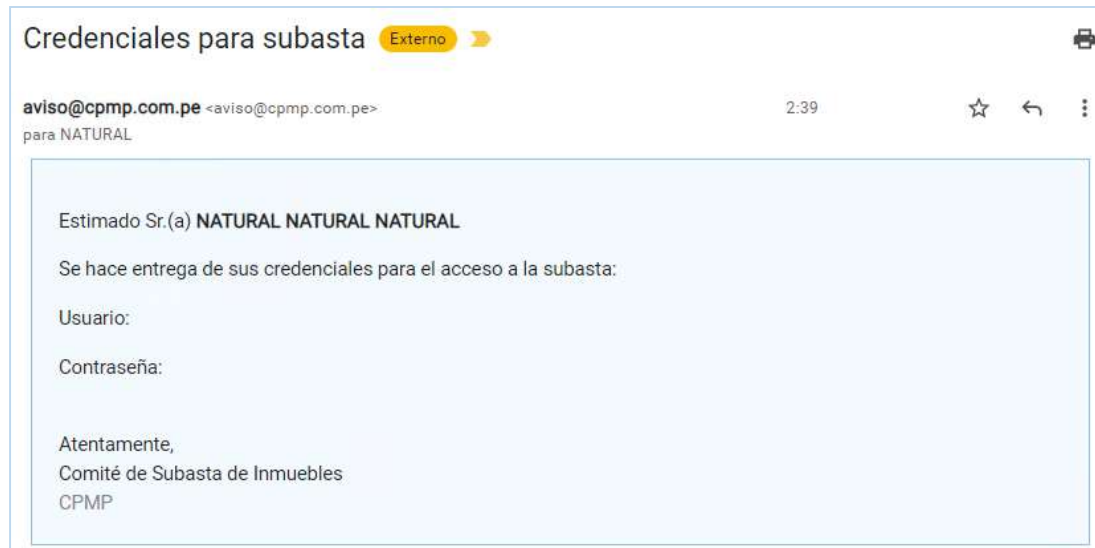 Credenciales para subasta Externo
aviso@cpmp.com.pe <aviso@cpmp.com.pe> 2:39
para NATURAL
Estimado Sr.(a) NATURAL NATURAL NATURAL
Se hace entrega de sus credenciales para el acceso a la subasta:
Usuario:
Contraseña:
Atentamente,
Comité de Subasta de Inmuebles
CPMP